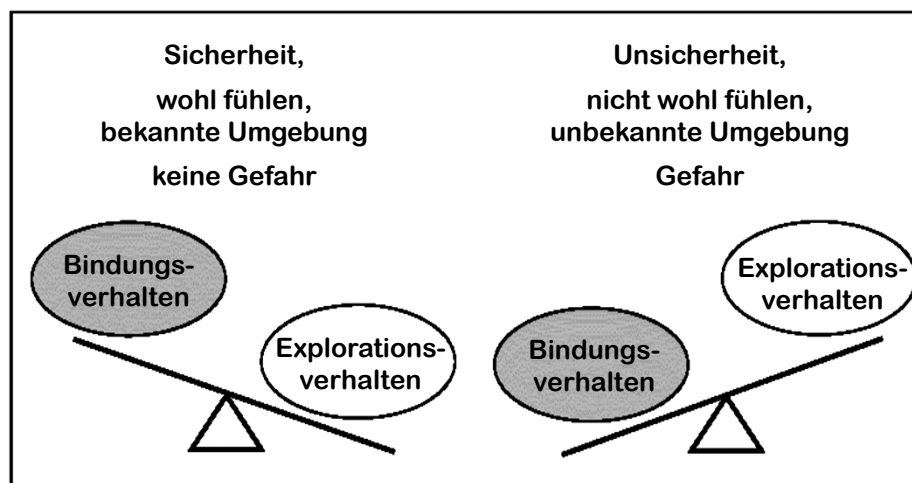 Sicherheit,
wohl fühlen,
bekannte Umgebung
keine Gefahr
Bindungs-
verhalten
Explorations-
verhalten
Unsicherheit,
nicht wohl fühlen,
unbekannte Umgebung
Gefahr
Bindungs-
verhalten
Explorations-
verhalten